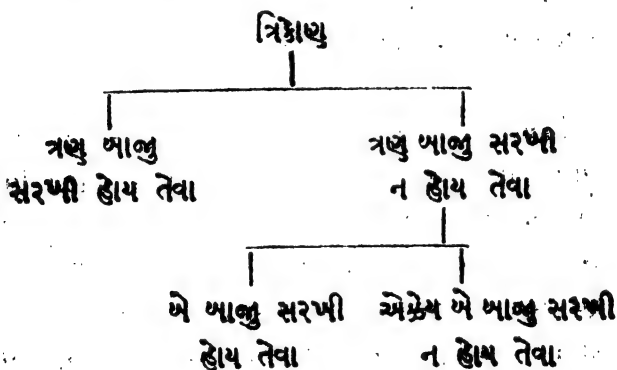 ત્રિકોણ
ત્રણ બાજુ
સરખી હોય તેવા
ત્રણ બાજુ સરખી
ન હોય તેવા
બે બાજુ સરખી
હોય તેવા
એકેય બે બાજુ સરખી
ન હોય તેવા